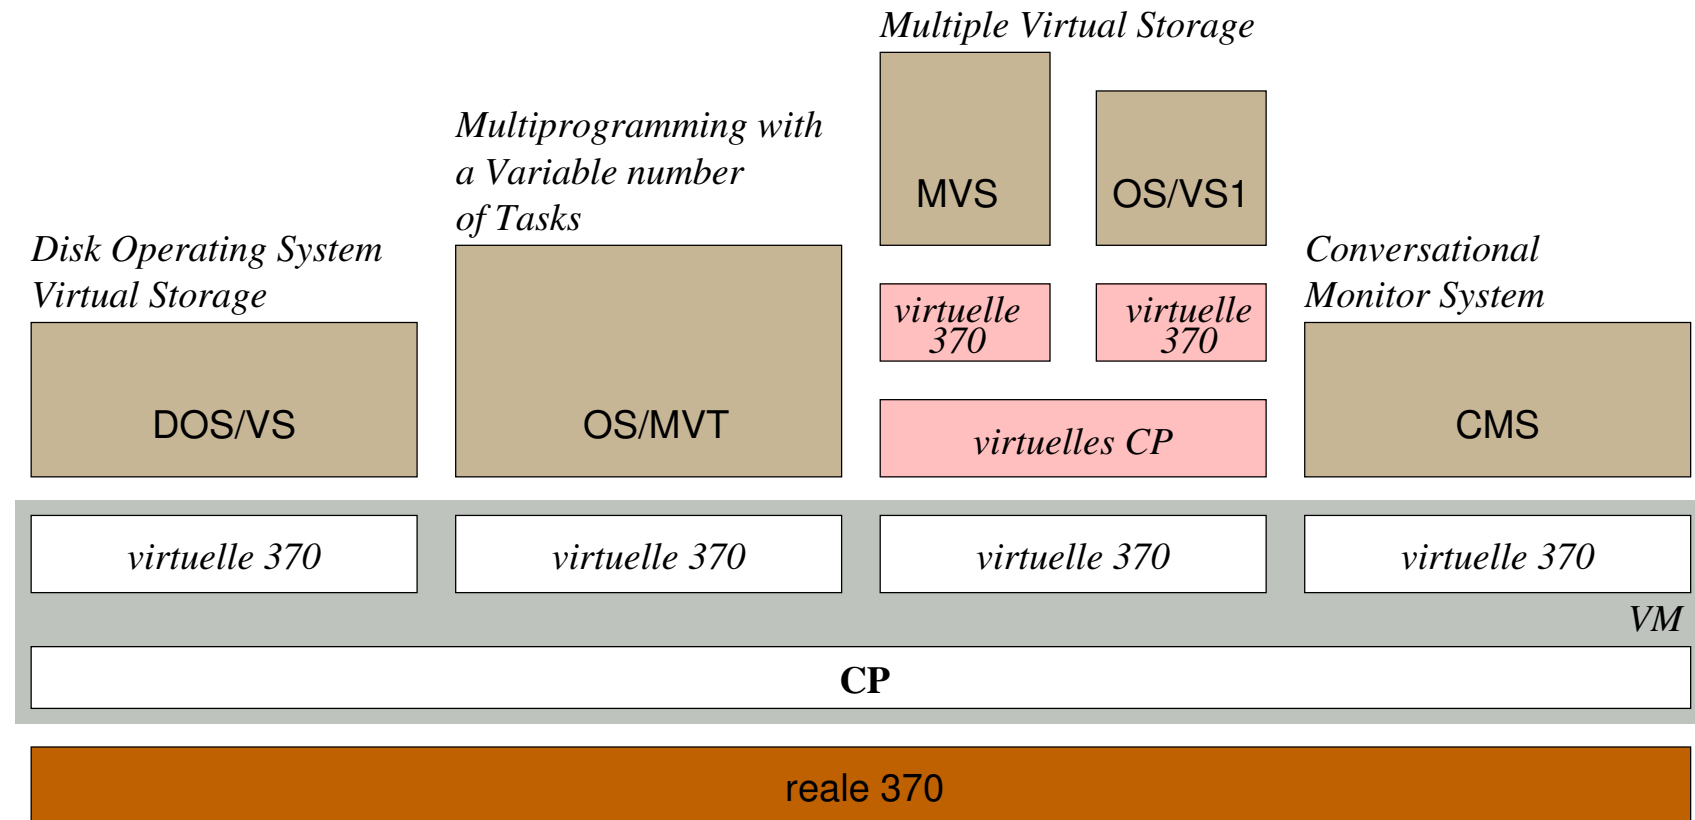 Multiple Virtual Storage
Multiprogramming with
a Variable number
of Tasks
MVS
OS/VS1
Disk Operating System
Virtual Storage
Conversational
Monitor System
virtuelle
370
virtuelle
370
DOS/VS
OS/MVT
virtuelles CP
CMS
virtuelle 370
virtuelle 370
virtuelle 370
virtuelle 370
VM
CP
reale 370